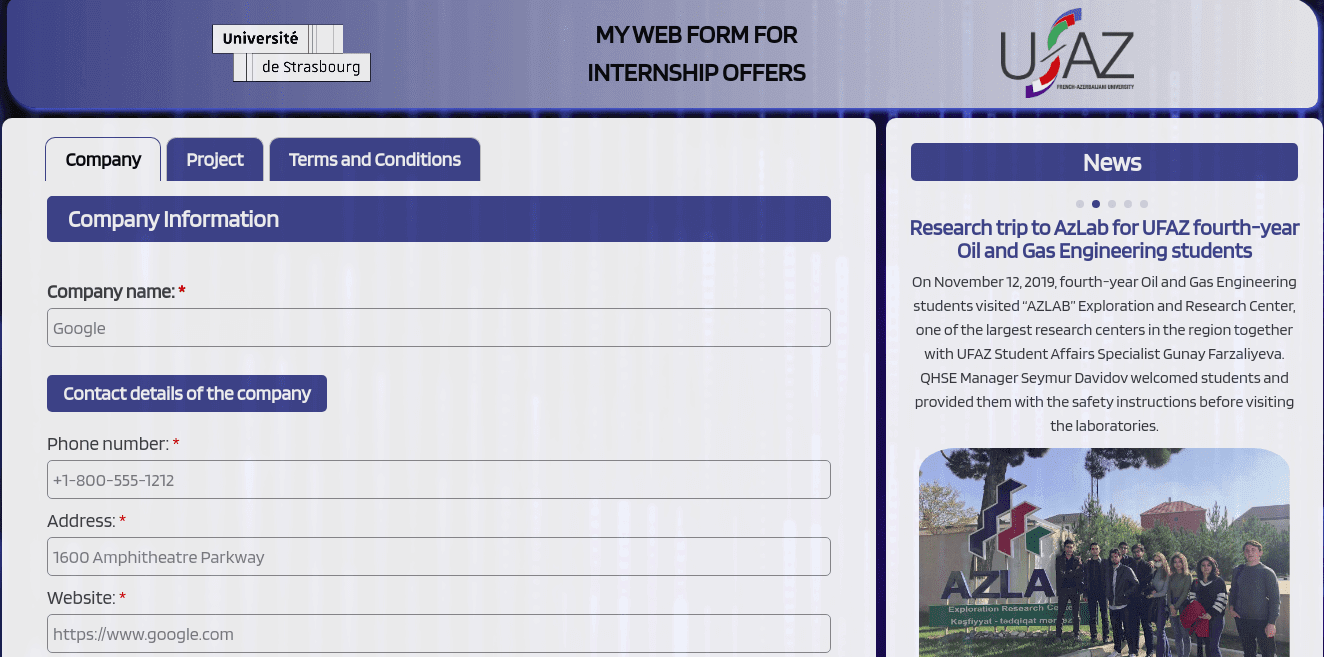 Université
de Strasbourg
MY WEB FORM FOR
INTERNSHIP OFFERS
UFAZ
FRENCH-AZERBAIJANI UNIVERSITY
Company
Project
Terms and Conditions
Company Information
Company name: *
Google
Contact details of the company
Phone number: *
+1-800-555-1212
Address: *
1600 Amphitheatre Parkway
Website: *
https://www.google.com
News
Research trip to AzLab for UFAZ fourth-year
Oil and Gas Engineering students
On November 12, 2019, fourth-year Oil and Gas Engineering
students visited “AZLAB” Exploration and Research Center,
one of the largest research centers in the region together
with UFAZ Student Affairs Specialist Gunay Farzaliyeva.
QHSE Manager Seymur Davidov welcomed students and
provided them with the safety instructions before visiting
the laboratories.
AZLA
Exploration Research Cente
Kəşfiyyat - tədqiqat mərkəz